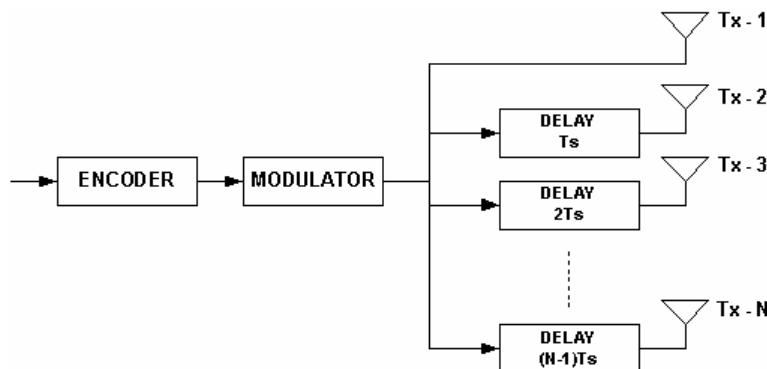 Tx - 1
Tx - 2
DELAY
Ts
Tx - 3
ENCODER
MODULATOR
DELAY
2Ts
Tx - N
DELAY
(N-1)Ts